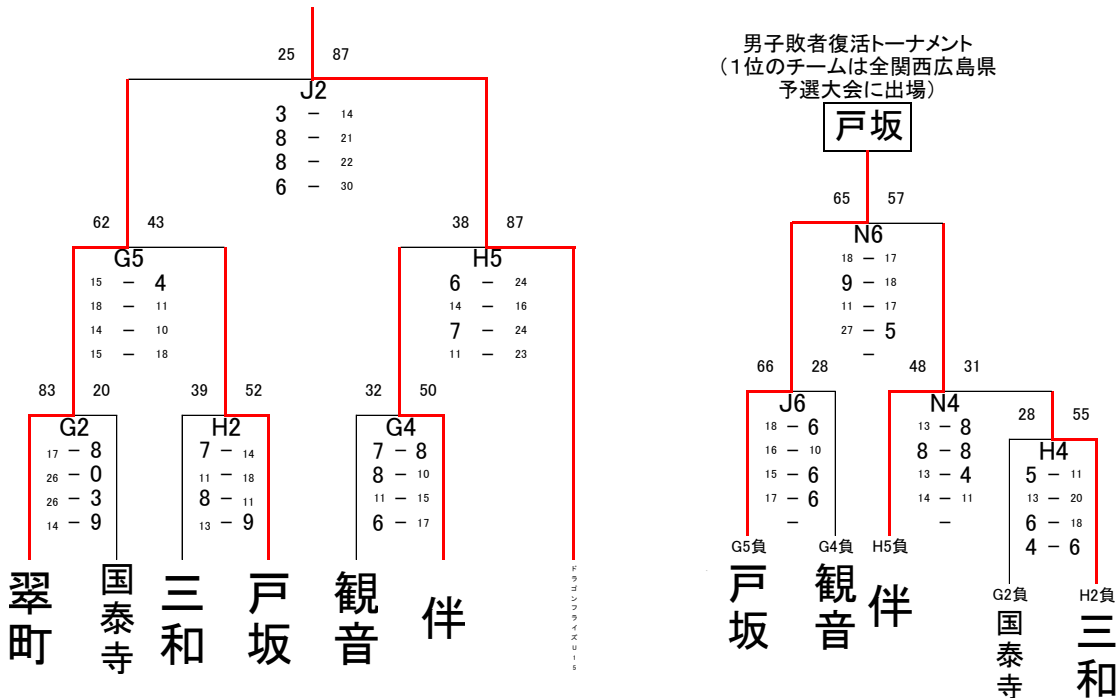 25 87
J2
3 - 14
8 - 21
8 - 22
6 - 30
62 43
G5
15 - 4
18 - 11
14 - 10
15 - 18
38 87
H5
6 - 24
14 - 16
7 - 24
11 - 23
83 20
G2
17 - 8
26 - 0
26 - 3
14 - 9
39 52
H2
7 - 14
11 - 18
8 - 11
13 - 9
32 50
G4
7 - 8
8 - 10
11 - 15
6 - 17
翠町
国泰寺
三和
戸坂
観音
伴
ドラゴンフライズU15
男子敗者復活トーナメント
(1位のチームは全関西広島県
予選大会に出場)
戸坂
65 57
N6
18 - 17
9 - 18
11 - 17
27 - 5
-
66 28
J6
18 - 6
16 - 10
15 - 6
17 - 6
-
48 31
N4
13 - 8
8 - 8
13 - 4
14 - 11
-
28 55
H4
5 - 11
13 - 20
6 - 18
4 - 6
G5負
戸坂
G4負
観音
H5負
伴
G2負
国泰寺
H2負
三和